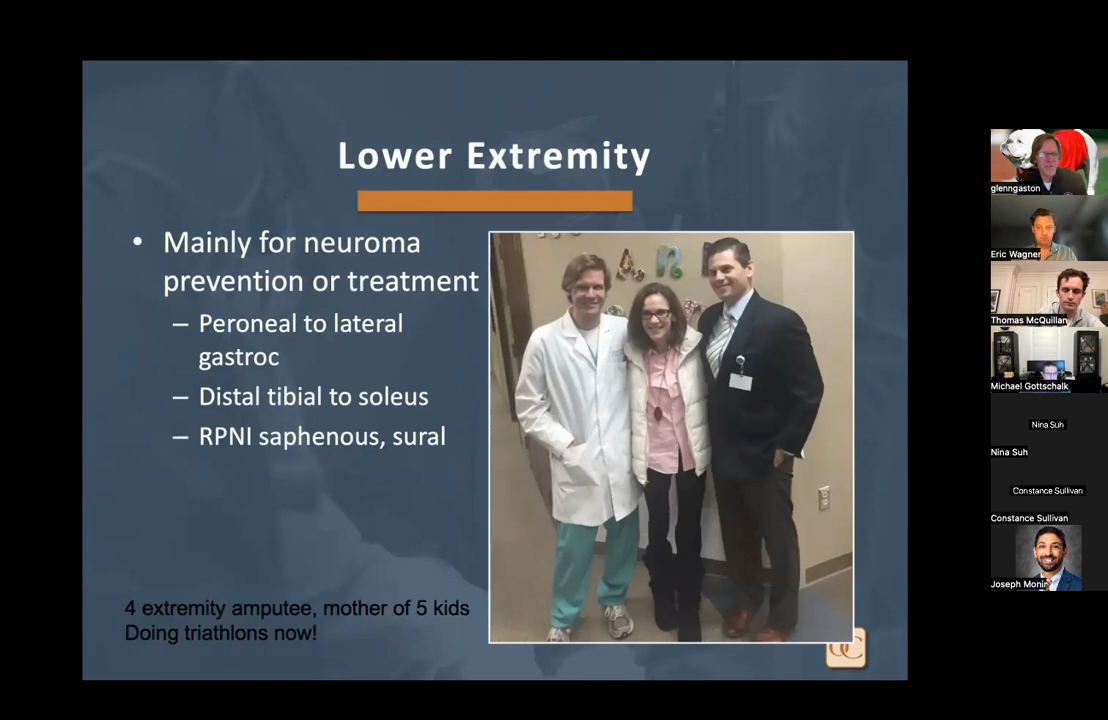 Lower Extremity
• Mainly for neuroma
prevention or treatment
– Peroneal to lateral
gastroc
– Distal tibial to soleus
– RPNI saphenous, sural
4 extremity amputee, mother of 5 kids
Doing triathlons now!
OC
glenngaston
Eric Wagner
Thomas McQuillan
Michael Gottschalk
Nina Suh
Nina Suh
Constance Sullivan
Constance Sullivan